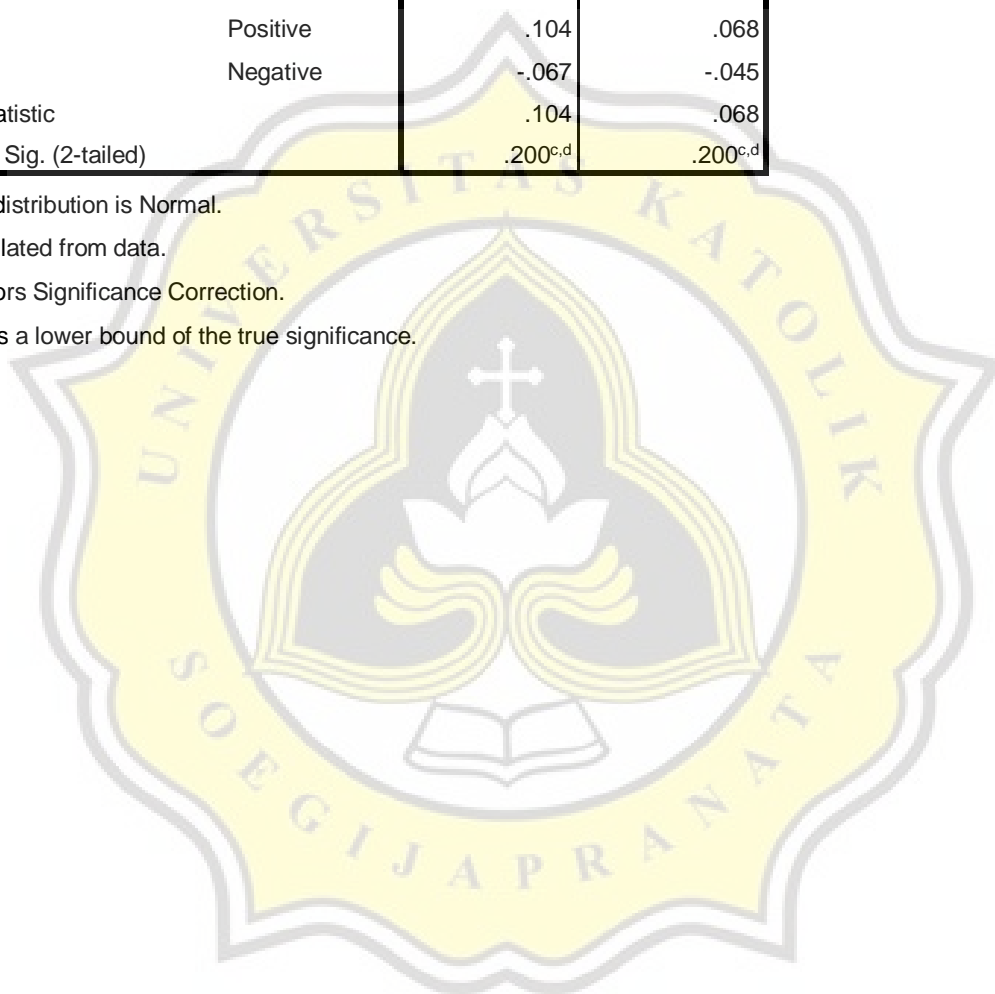 Positive .104 .068
Negative -.067 -.045
atistic .104 .068
Sig. (2-tailed) .200c,d .200c,d
distribution is Normal.
lated from data.
ors Significance Correction.
s a lower bound of the true significance.
UNIVERSITAS KATOLIK
SOEGIJAPRANATA